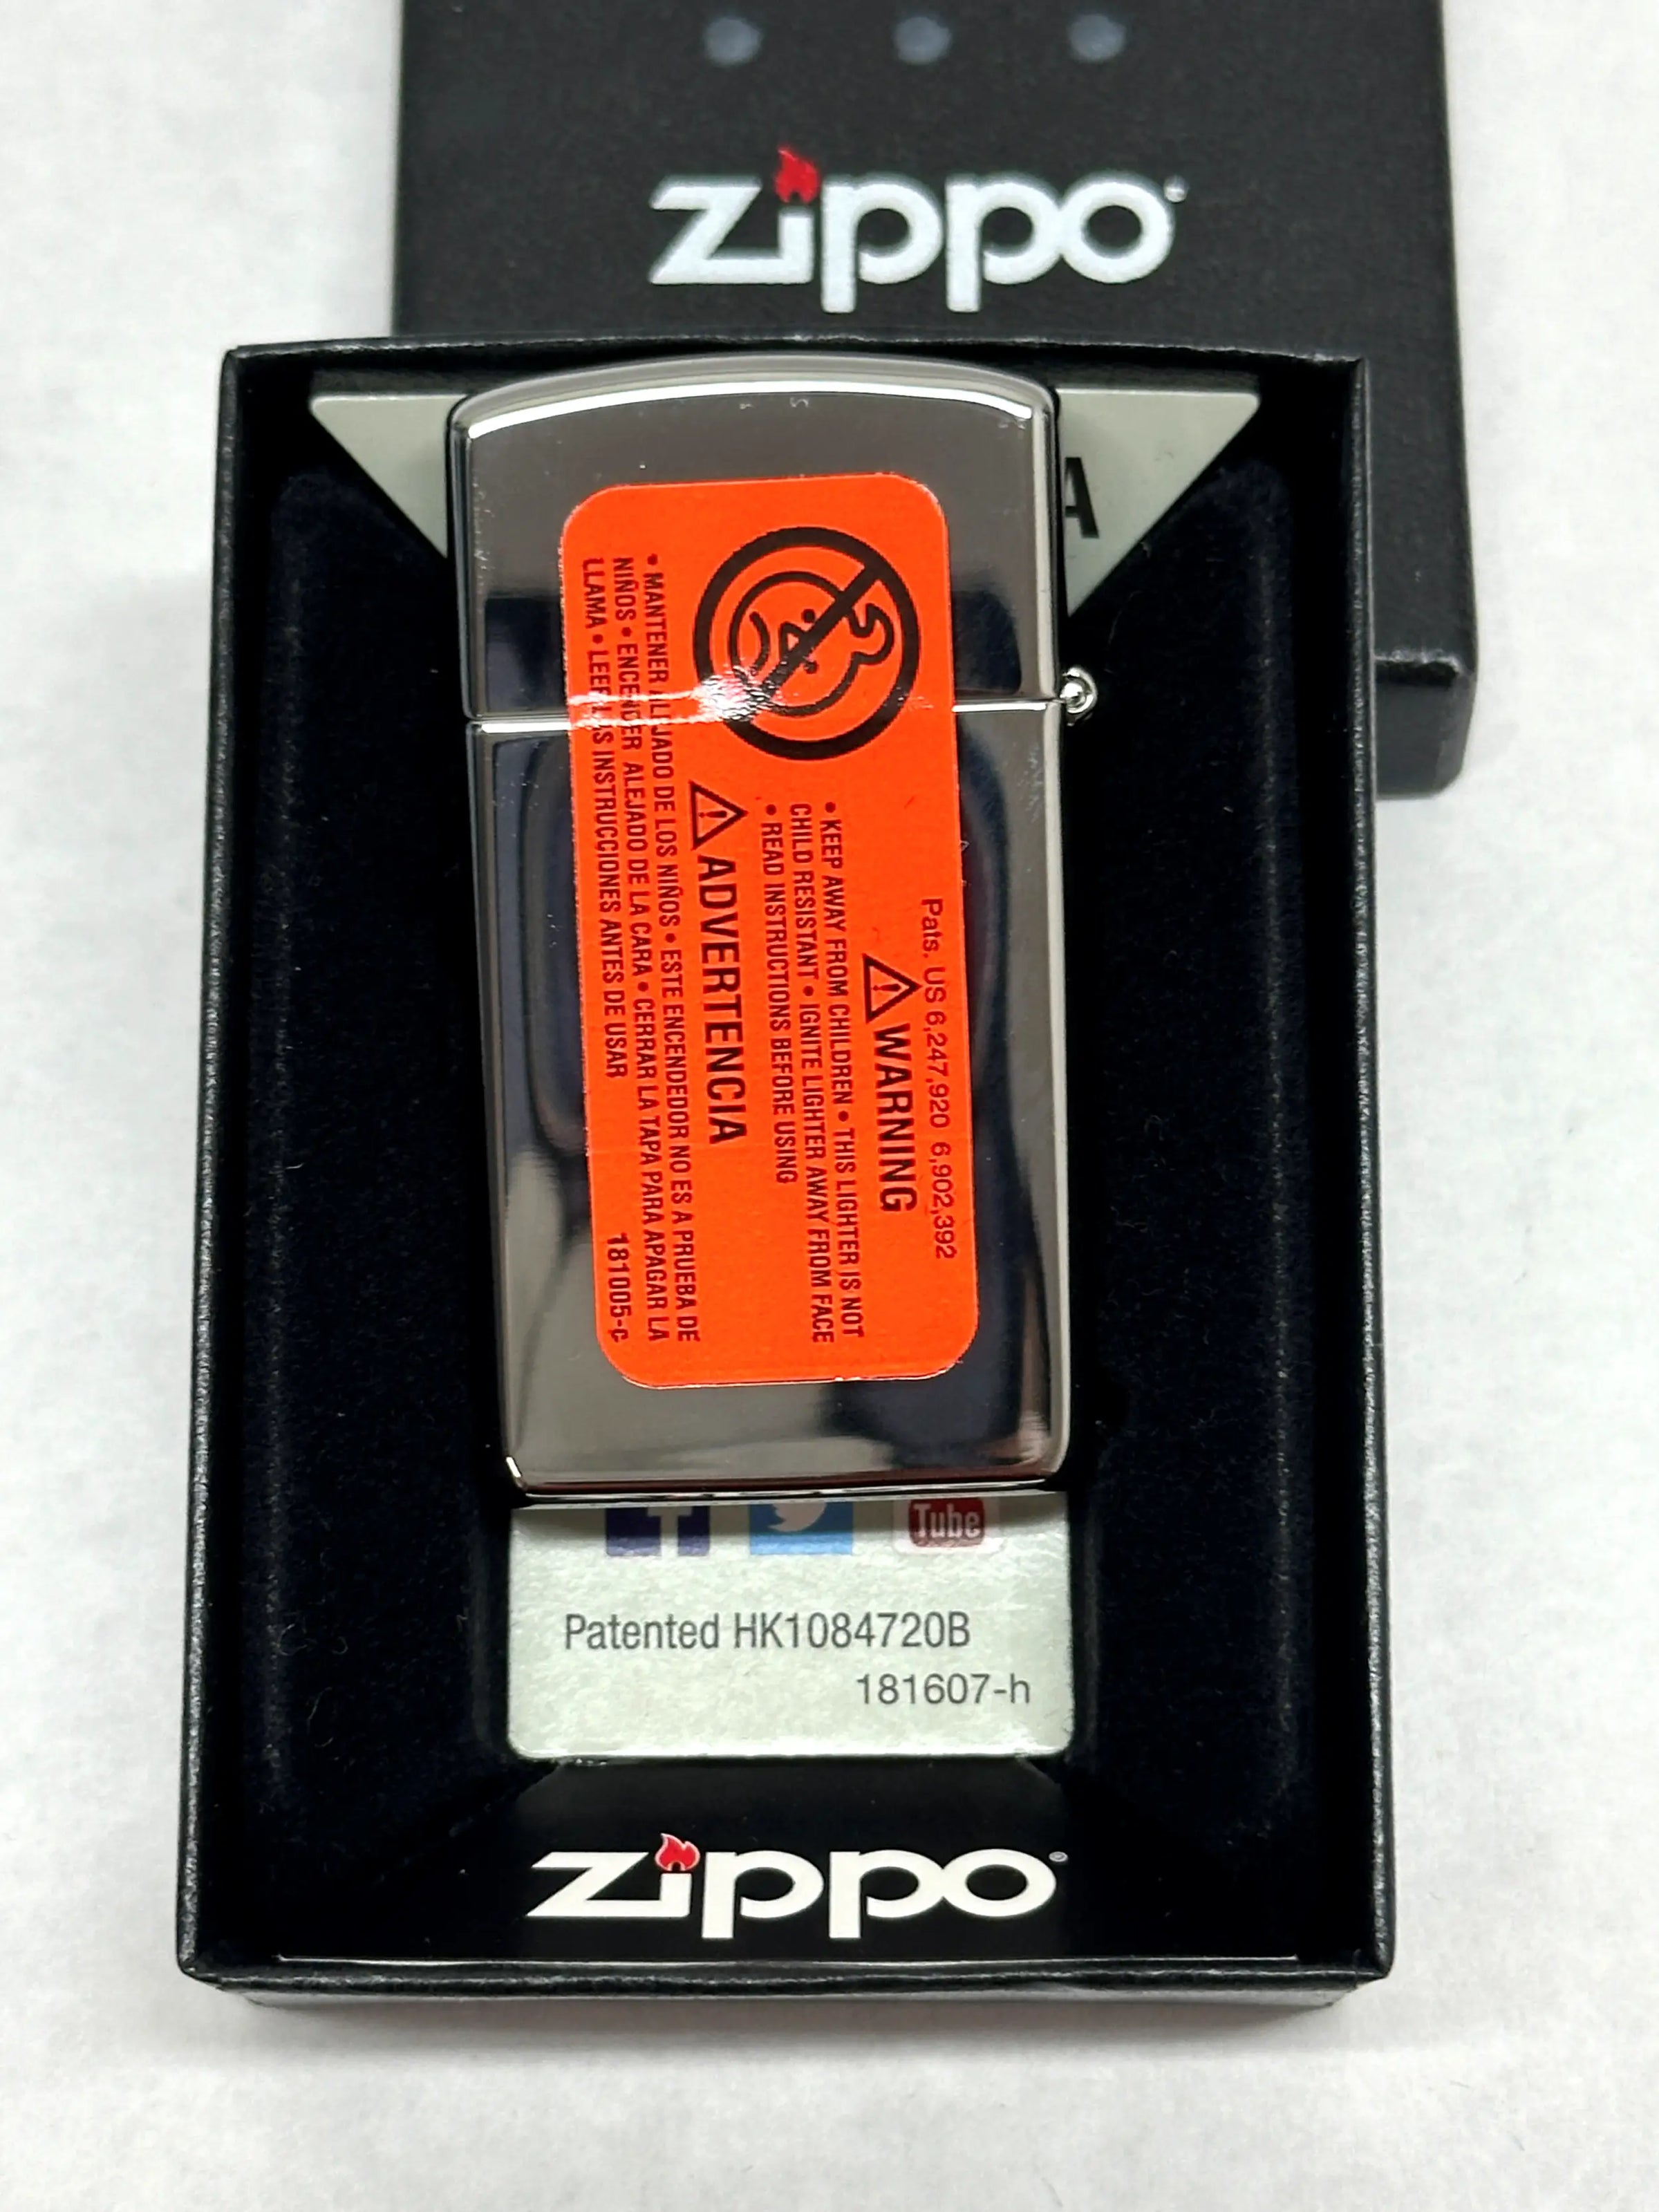 zippo
A
Pats. US 6,247,920 6,902,392
WARNING
• KEEP AWAY FROM CHILDREN • THIS LIGHTER IS NOT
CHILD RESISTANT • IGNITE LIGHTER AWAY FROM FACE
• READ INSTRUCTIONS BEFORE USING
ADVERTENCIA
• MANTENER ALEJADO DE LOS NIÑOS • ESTE ENCENDEDOR NO ES A PRUEBA DE
NIÑOS • ENCENDER ALEJADO DE LA CARA • CERRAR LA TAPA PARA APAGAR LA
LLAMA • LEER LAS INSTRUCCIONES ANTES DE USAR
181005-c
f
Tube
Patented HK1084720B
181607-h
zippo